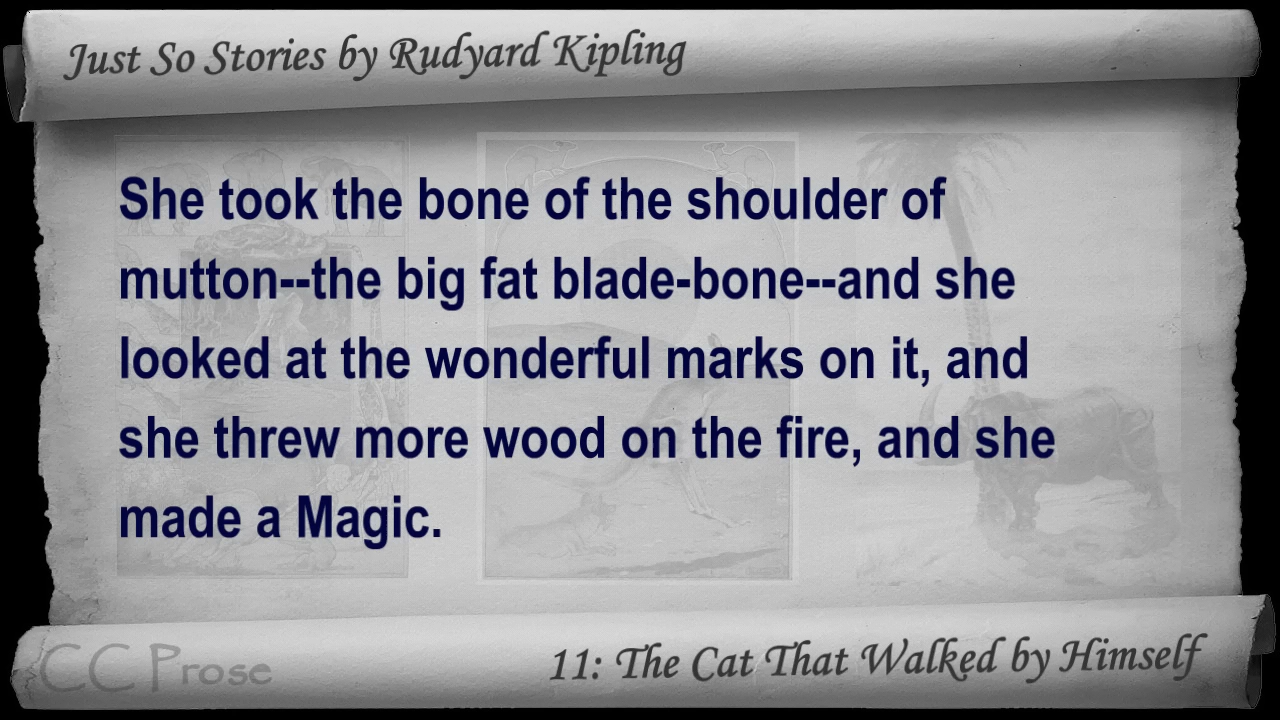 Just So Stories by Rudyard Kipling
She took the bone of the shoulder of
mutton--the big fat blade-bone--and she
looked at the wonderful marks on it, and
she threw more wood on the fire, and she
made a Magic.
CC Prose
11: The Cat That Walked by Himself